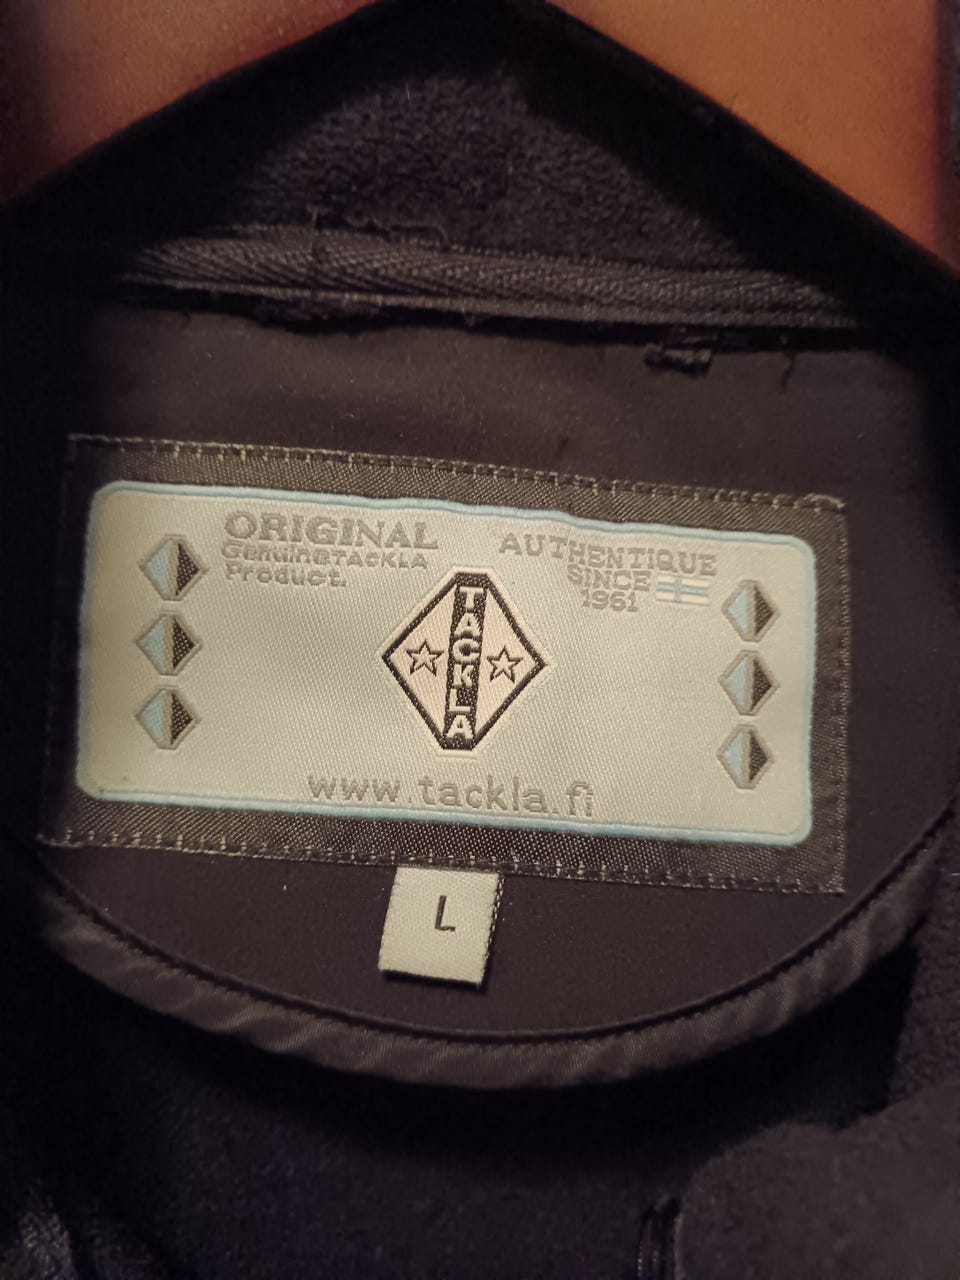 ORIGINAL
GenuineTACKLA
Product.
AUTHENTIQUE
SINCE
1961
TACKLA
www.tackla.fi
L